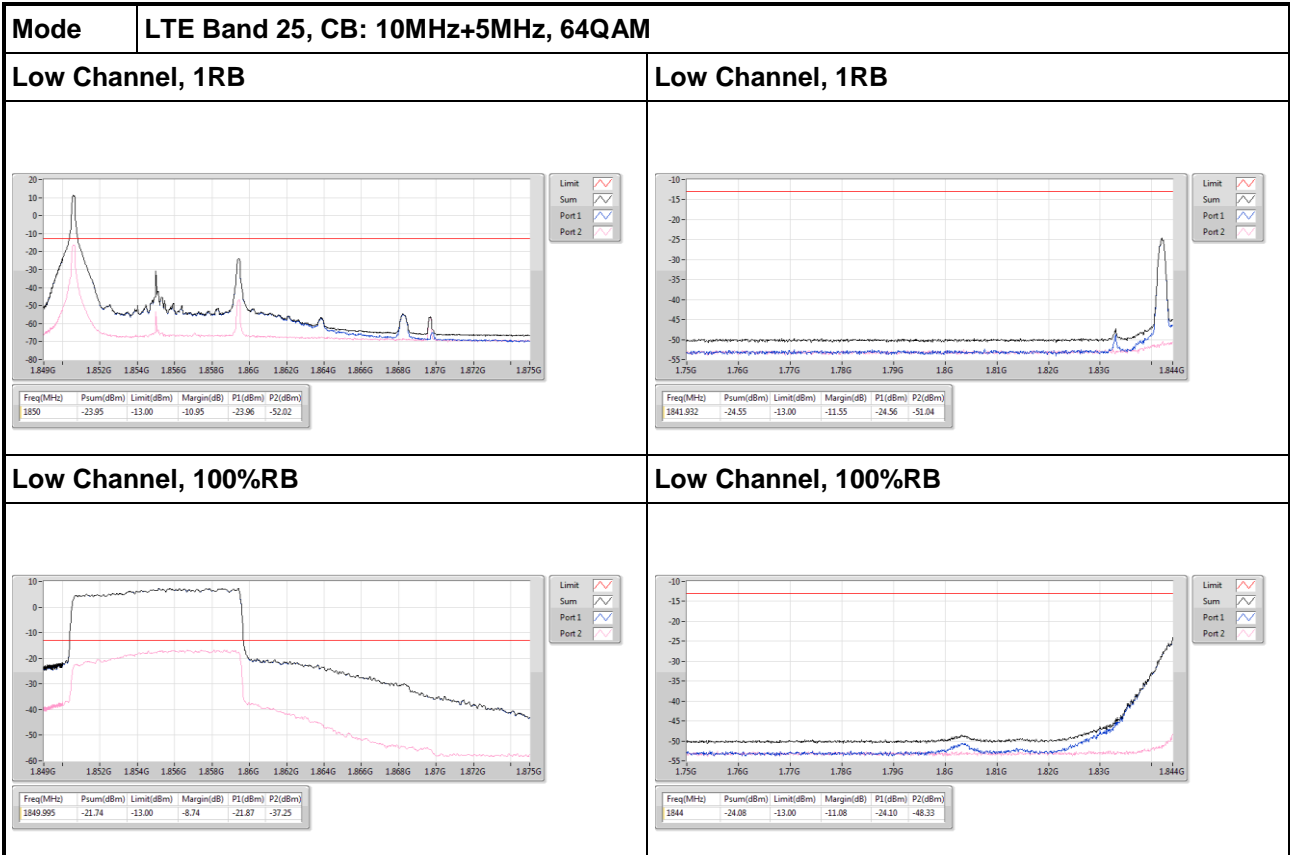 Mode LTE Band 25, CB: 10MHz+5MHz, 64QAM
Low Channel, 1RB
Low Channel, 1RB
20
10
0
-10
-20
-30
-40
-50
-60
-70
-80
1.849G 1.852G 1.854G 1.856G 1.858G 1.86G 1.862G 1.864G 1.866G 1.868G 1.87G 1.872G 1.875G
Limit
Sum
Port 1
Port 2
Freq(MHz) Psum(dBm) Limit(dBm) Margin(dB) P1(dBm) P2(dBm)
1850 -23.95 -13.00 -10.95 -23.96 -52.02
-10
-15
-20
-25
-30
-35
-40
-45
-50
-55
1.75G 1.76G 1.77G 1.78G 1.79G 1.8G 1.81G 1.82G 1.83G 1.844G
Limit
Sum
Port 1
Port 2
Freq(MHz) Psum(dBm) Limit(dBm) Margin(dB) P1(dBm) P2(dBm)
1841.932 -24.55 -13.00 -11.55 -24.56 -51.04
Low Channel, 100%RB
Low Channel, 100%RB
10
0
-10
-20
-30
-40
-50
-60
1.849G 1.852G 1.854G 1.856G 1.858G 1.86G 1.862G 1.864G 1.866G 1.868G 1.87G 1.872G 1.875G
Limit
Sum
Port 1
Port 2
Freq(MHz) Psum(dBm) Limit(dBm) Margin(dB) P1(dBm) P2(dBm)
1849.995 -21.74 -13.00 -8.74 -21.87 -37.25
-10
-15
-20
-25
-30
-35
-40
-45
-50
-55
1.75G 1.76G 1.77G 1.78G 1.79G 1.8G 1.81G 1.82G 1.83G 1.844G
Limit
Sum
Port 1
Port 2
Freq(MHz) Psum(dBm) Limit(dBm) Margin(dB) P1(dBm) P2(dBm)
1844 -24.08 -13.00 -11.08 -24.10 -48.33